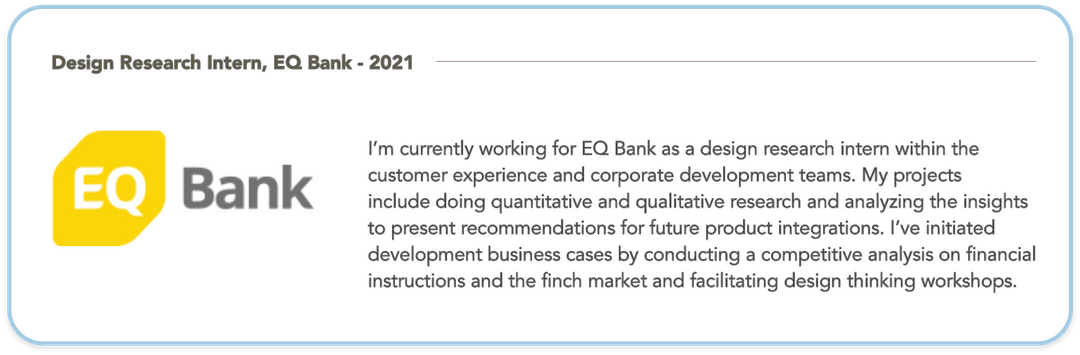 Design Research Intern, EQ Bank - 2021
EQ Bank
I’m currently working for EQ Bank as a design research intern within the
customer experience and corporate development teams. My projects
include doing quantitative and qualitative research and analyzing the insights
to present recommendations for future product integrations. I’ve initiated
development business cases by conducting a competitive analysis on financial
instructions and the finch market and facilitating design thinking workshops.